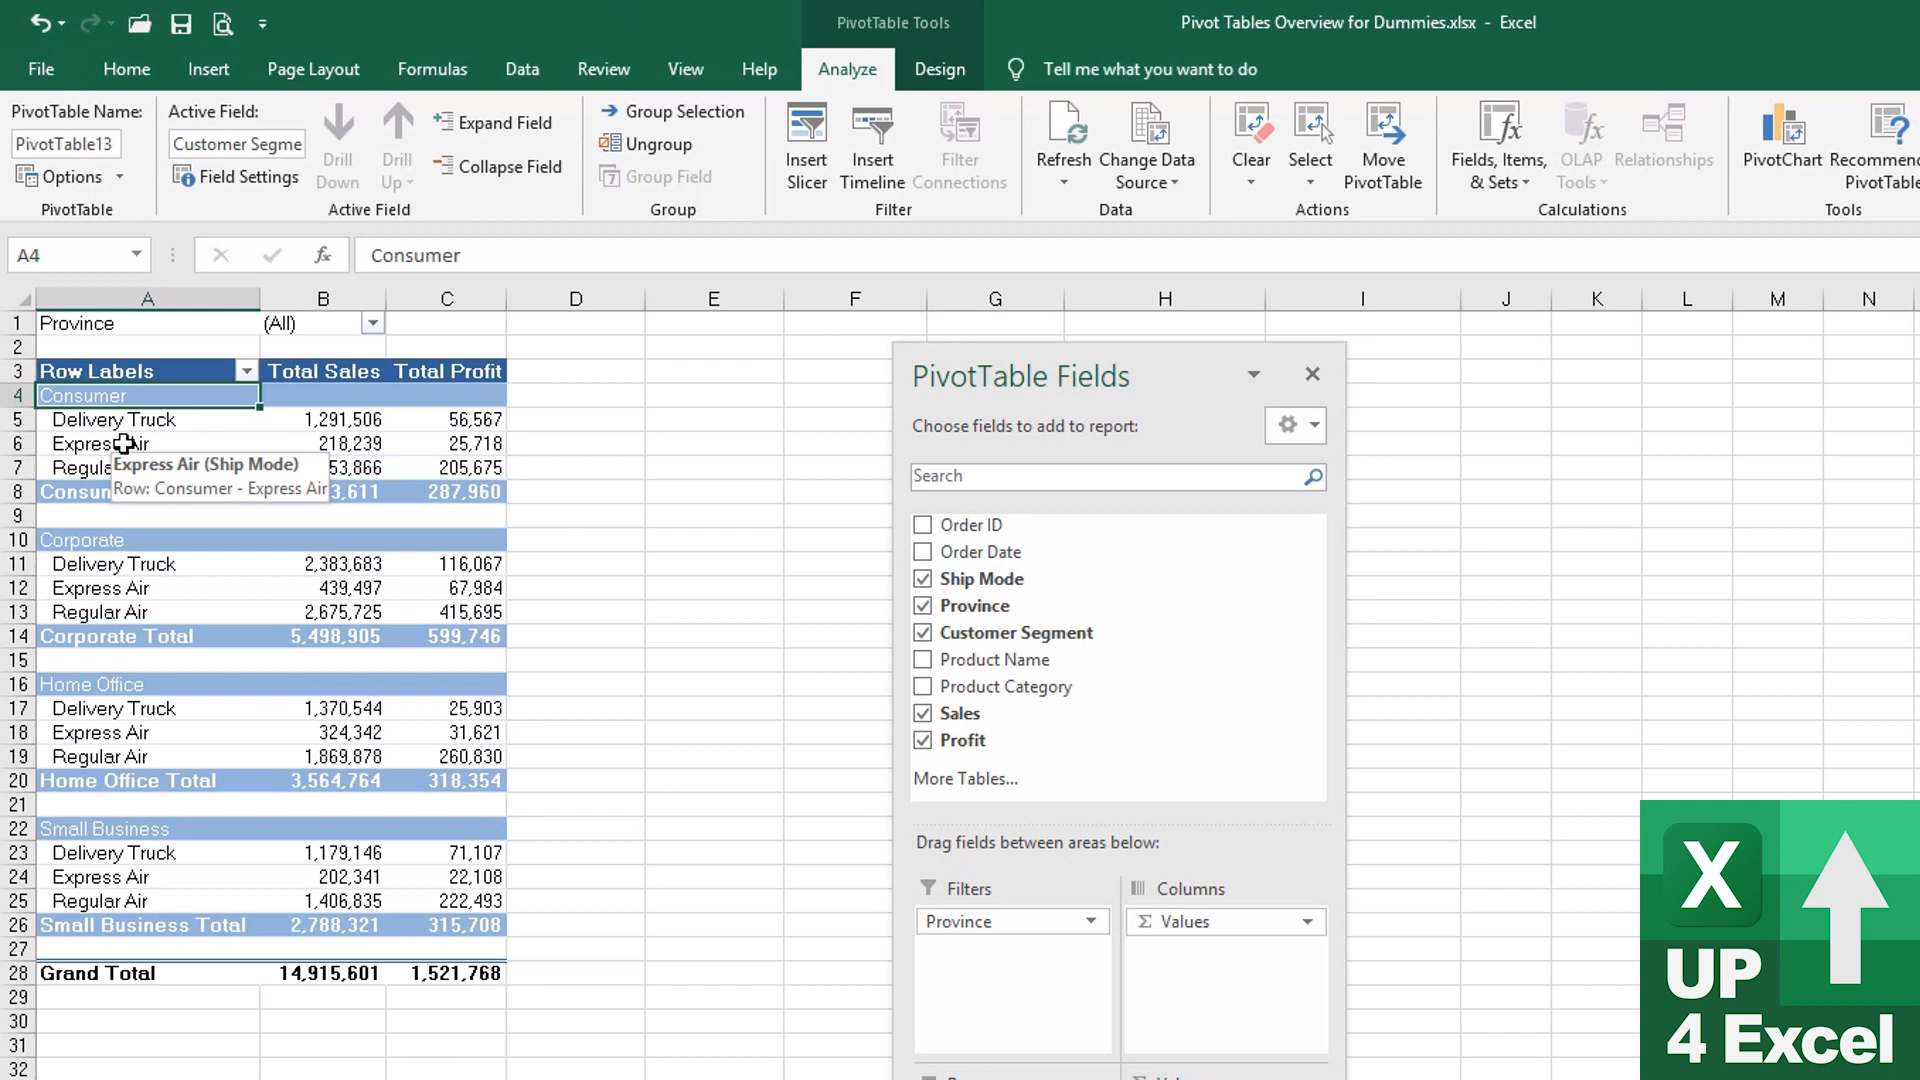 PivotTable Tools
Pivot Tables Overview for Dummies.xlsx - Excel
File Home Insert Page Layout Formulas Data Review View Help Analyze Design Tell me what you want to do
PivotTable Name:
PivotTable13
Options
PivotTable
Active Field:
Customer Segme
Field Settings
Drill Down
Drill Up
Expand Field
Collapse Field
Active Field
Group Selection
Ungroup
7 Group Field
Group
Insert Slicer
Insert Timeline
Filter Connections
Filter
Refresh
Change Data Source
Data
Clear
Select
Move PivotTable
Actions
Fields, Items, & Sets
OLAP Tools
Relationships
Calculations
PivotChart
Recommen PivotTable
Tools
A4 fx Consumer
A B C D E F G H I J K L M N
1 Province (All)
2
3 Row Labels Total Sales Total Profit
4 Consumer
5 Delivery Truck 1,291,506 56,567
6 Express Air 218,239 25,718
7 Regula 53,866 205,675
8 Consun 3,611 287,960
Express Air (Ship Mode)
Row: Consumer - Express Air
9
10 Corporate
11 Delivery Truck 2,383,683 116,067
12 Express Air 439,497 67,984
13 Regular Air 2,675,725 415,695
14 Corporate Total 5,498,905 599,746
15
16 Home Office
17 Delivery Truck 1,370,544 25,903
18 Express Air 324,342 31,621
19 Regular Air 1,869,878 260,830
20 Home Office Total 3,564,764 318,354
21
22 Small Business
23 Delivery Truck 1,179,146 71,107
24 Express Air 202,341 22,108
25 Regular Air 1,406,835 222,493
26 Small Business Total 2,788,321 315,708
27
28 Grand Total 14,915,601 1,521,768
29
30
31
32
PivotTable Fields
Choose fields to add to report:
Search
Order ID
Order Date
Ship Mode
Province
Customer Segment
Product Name
Product Category
Sales
Profit
More Tables...
Drag fields between areas below:
Filters
Province
Columns
Σ Values
X
UP
4 Excel